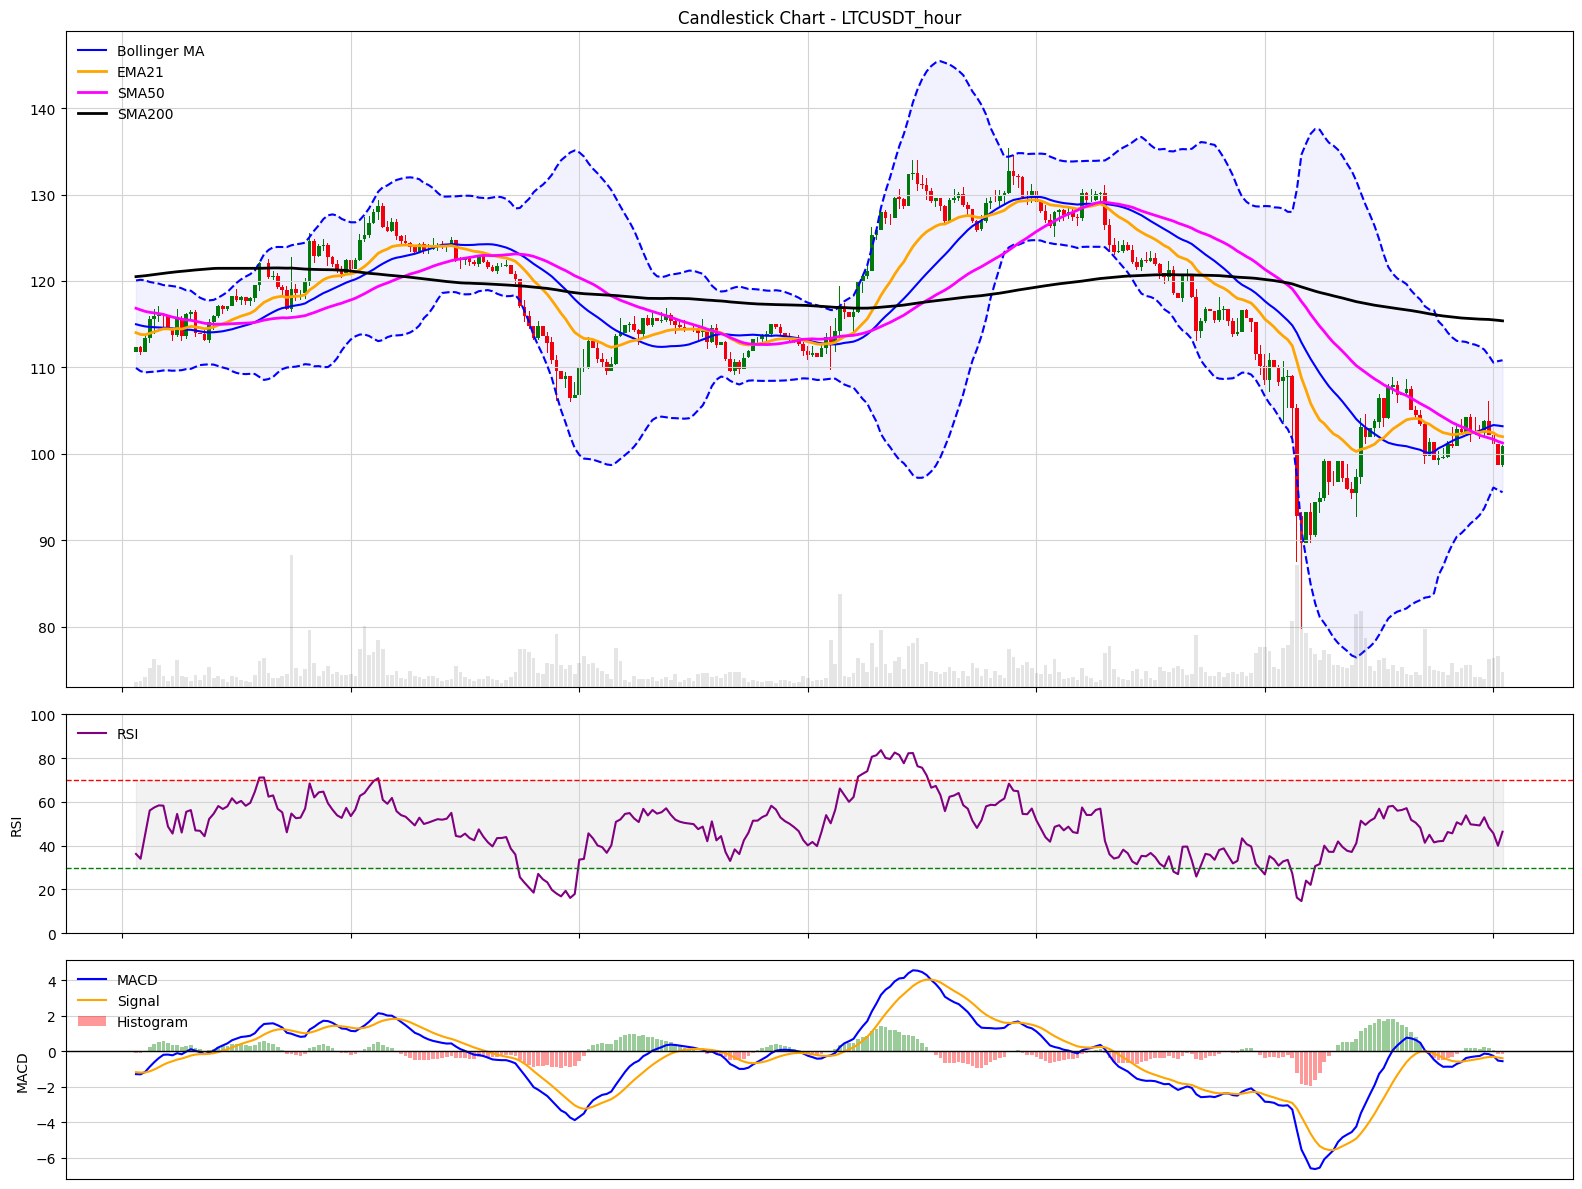 Candlestick Chart - LTCUSDT_hour
Bollinger MA
EMA21
SMA50
SMA200
140
130
120
110
100
90
80
RSI
100
80
60
40
20
0
RSI
MACD
Signal
Histogram
4
2
0
−2
−4
−6
MACD